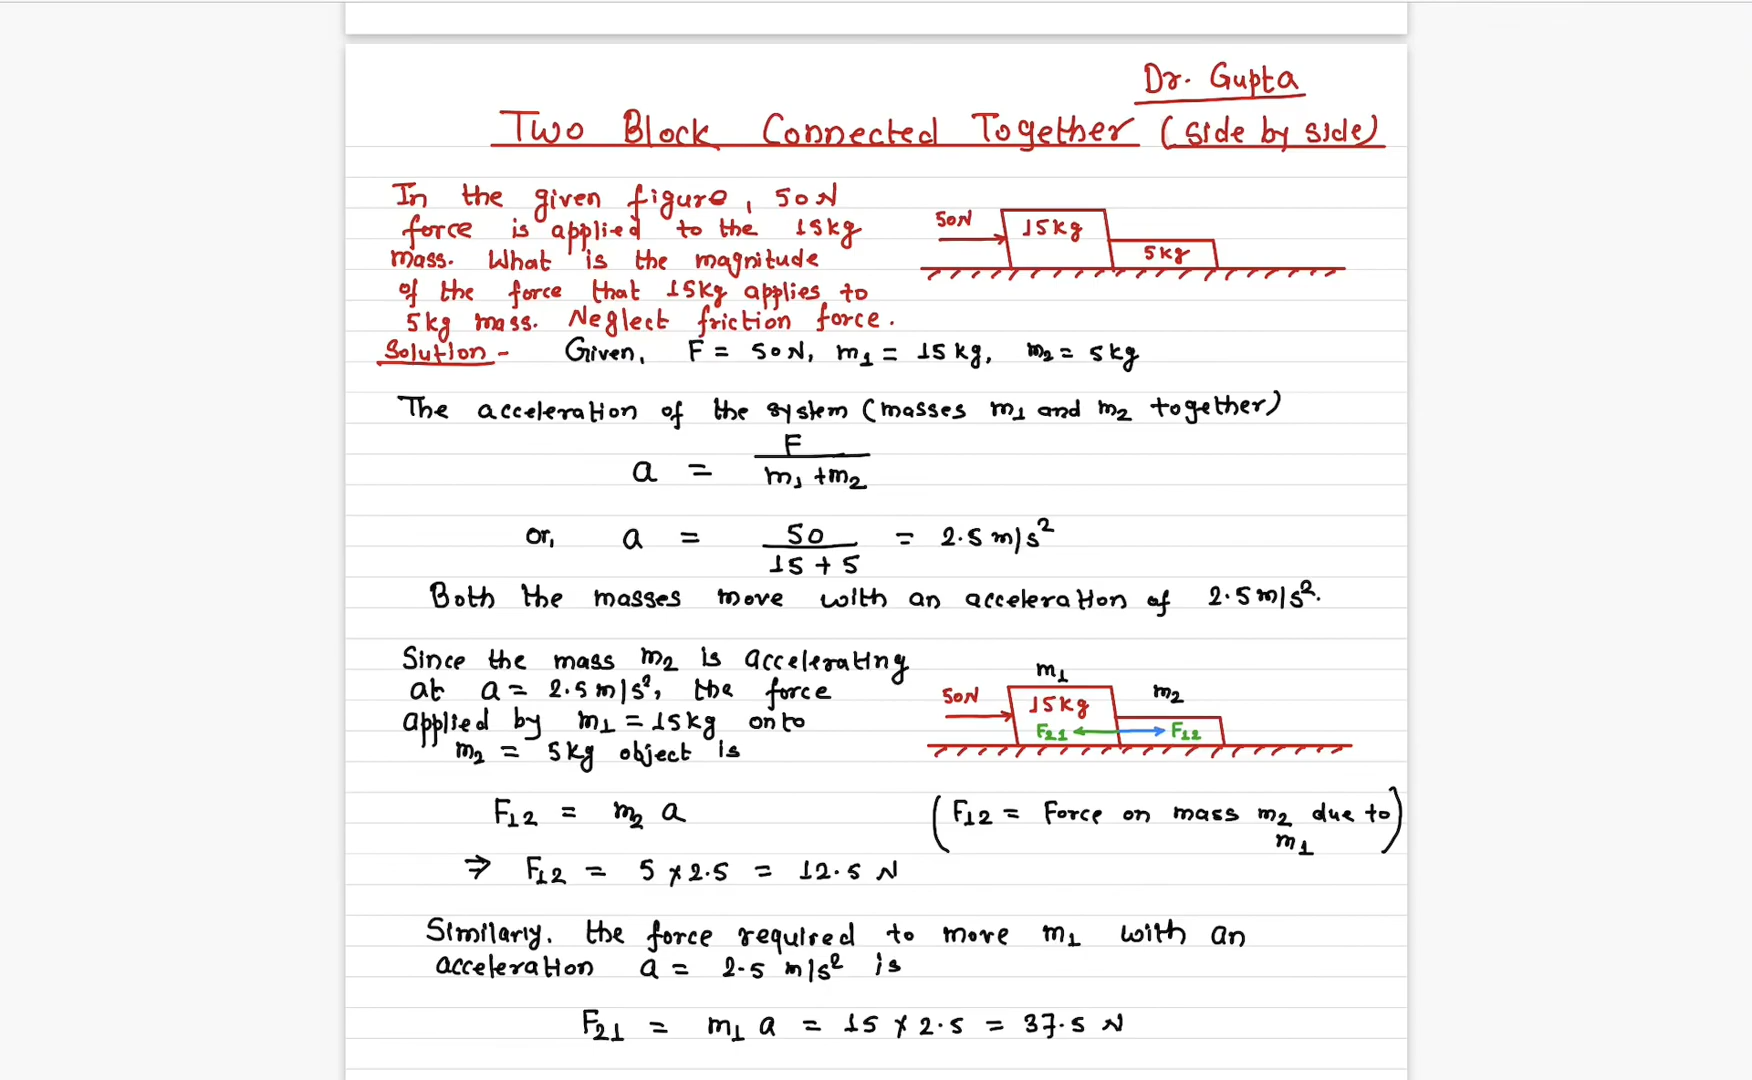 Dr. Gupta
Two Block Connected Together (side by side)
In the given figure, 50N
force is applied to the 15kg
mass. What is the magnitude
of the force that 15kg applies to
5kg mass. Neglect friction force.
50N 15kg 5kg
Solution - Given, F = 50N, m₁ = 15kg, m₂ = 5kg
The acceleration of the system (masses m₁ and m₂ together)
a = F / m₁ + m₂
or, a = 50 / 15 + 5 = 2.5 m/s²
Both the masses move with an acceleration of 2.5m/s².
Since the mass m₂ is accelerating
at a = 2.5m/s², the force
applied by m₁ = 15kg onto
m₂ = 5kg object is
m₁ m₂
50N 15kg
F₂₁ F₁₂
F₁₂ = m₂ a
(F₁₂ = Force on mass m₂ due to
m₁)
⇒ F₁₂ = 5 × 2.5 = 12.5 N
Similarly, the force required to move m₁ with an
acceleration a = 2.5 m/s² is
F₂₁ = m₁ a = 15 × 2.5 = 37.5 N